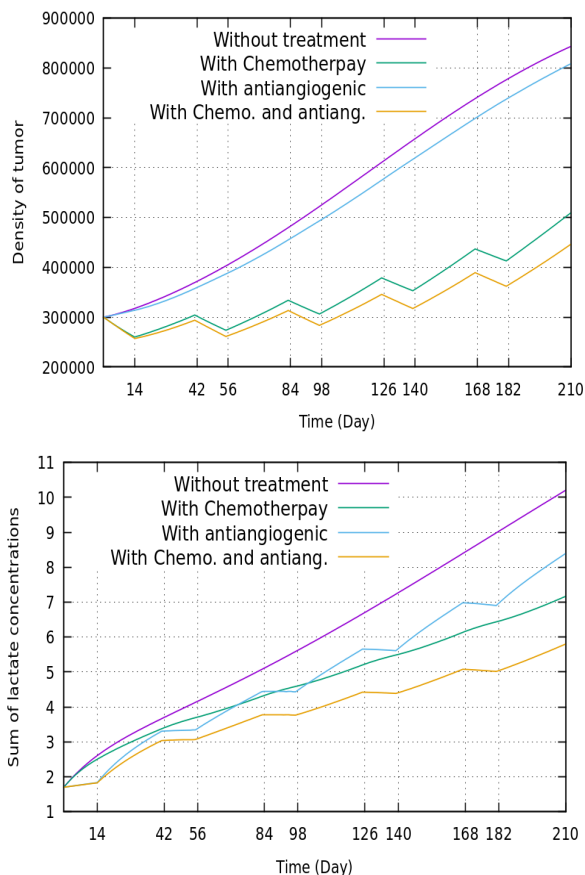 900000
800000
700000
600000
500000
400000
300000
200000
Density of tumor
Without treatment
With Chemotherpay
With antiangiogenic
With Chemo. and antiang.
14 42 56 84 98 126 140 168 182 210
Time (Day)
11
10
9
8
7
6
5
4
3
2
1
Sum of lactate concentrations
Without treatment
With Chemotherpay
With antiangiogenic
With Chemo. and antiang.
14 42 56 84 98 126 140 168 182 210
Time (Day)